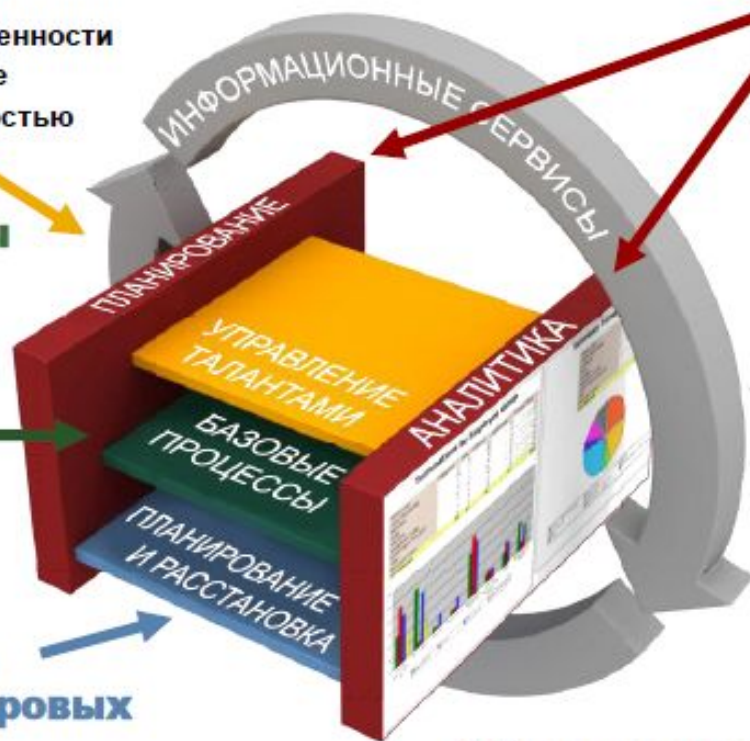 енности
е
остью
ИНФОРМАЦИОННЫЕ СЕРВИСЫ
ПЛАНИРОВАНИЕ
УПРАВЛЕНИЕ
ТАЛАНТАМИ
АНАЛИТИКА
БАЗОВЫЕ
ПРОЦЕССЫ
ПЛАНИРОВАНИЕ
И РАССТАНОВКА
ровых